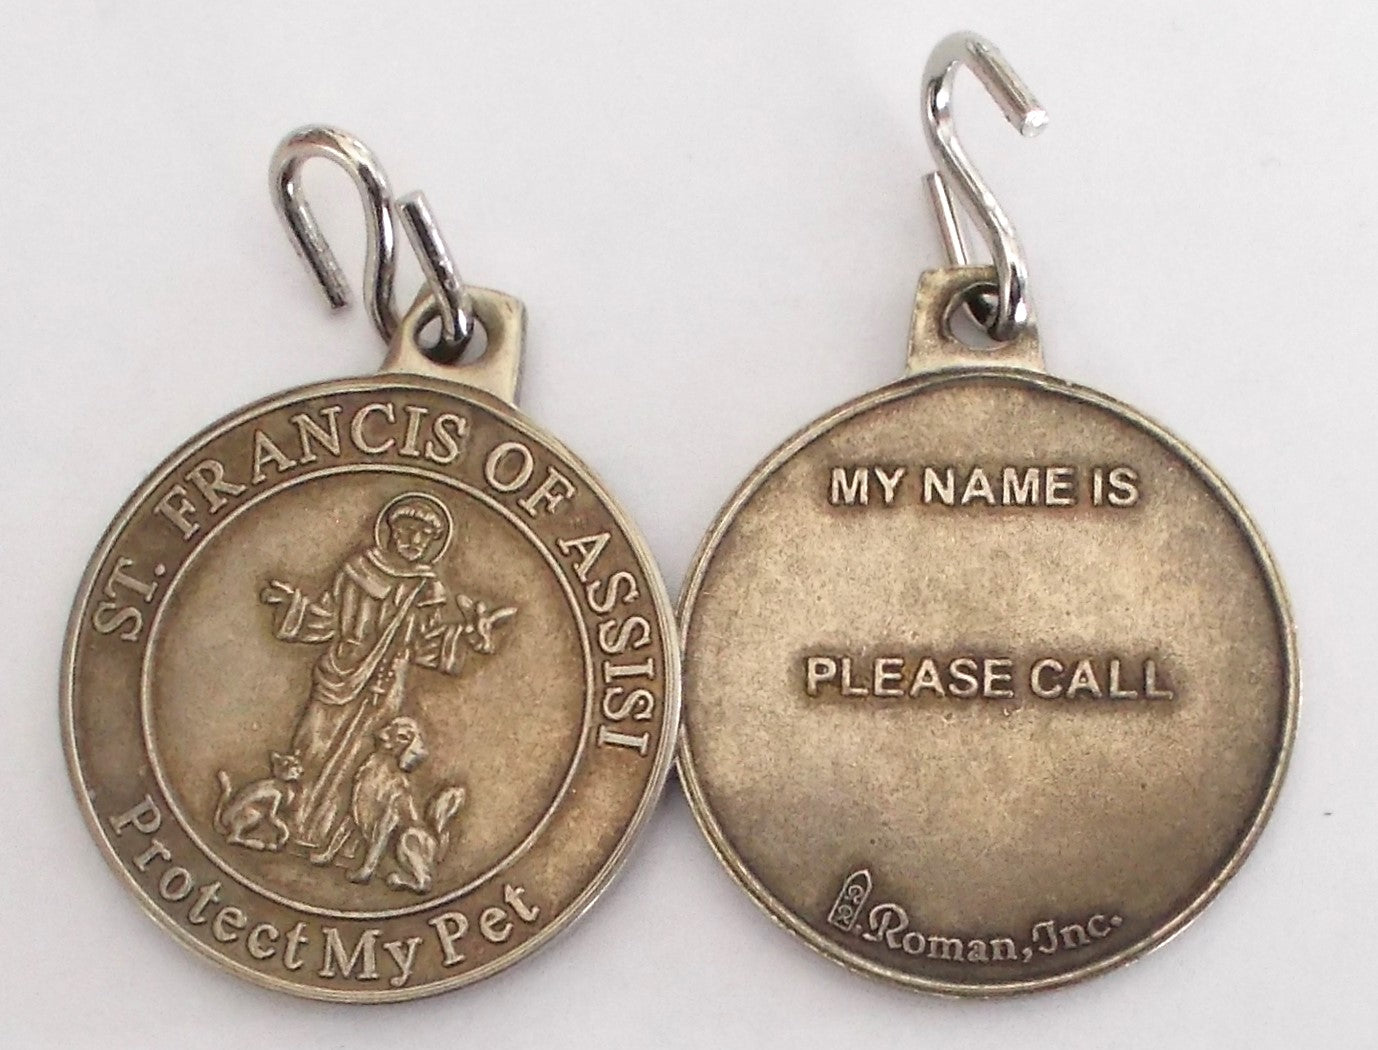 ST. FRANCIS OF ASSISI
Protect My Pet
MY NAME IS
PLEASE CALL
Roman, Inc.